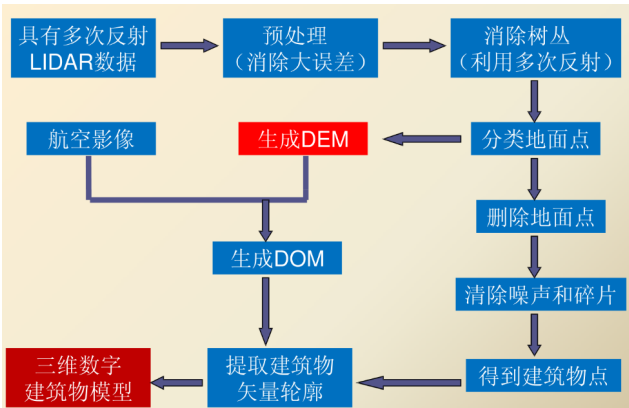 具有多次反射
LIDAR数据
预处理
（消除大误差）
消除树丛
（利用多次反射）
航空影像
生成DEM
分类地面点
删除地面点
生成DOM
清除噪声和碎片
三维数字
建筑物模型
提取建筑物
矢量轮廓
得到建筑物点